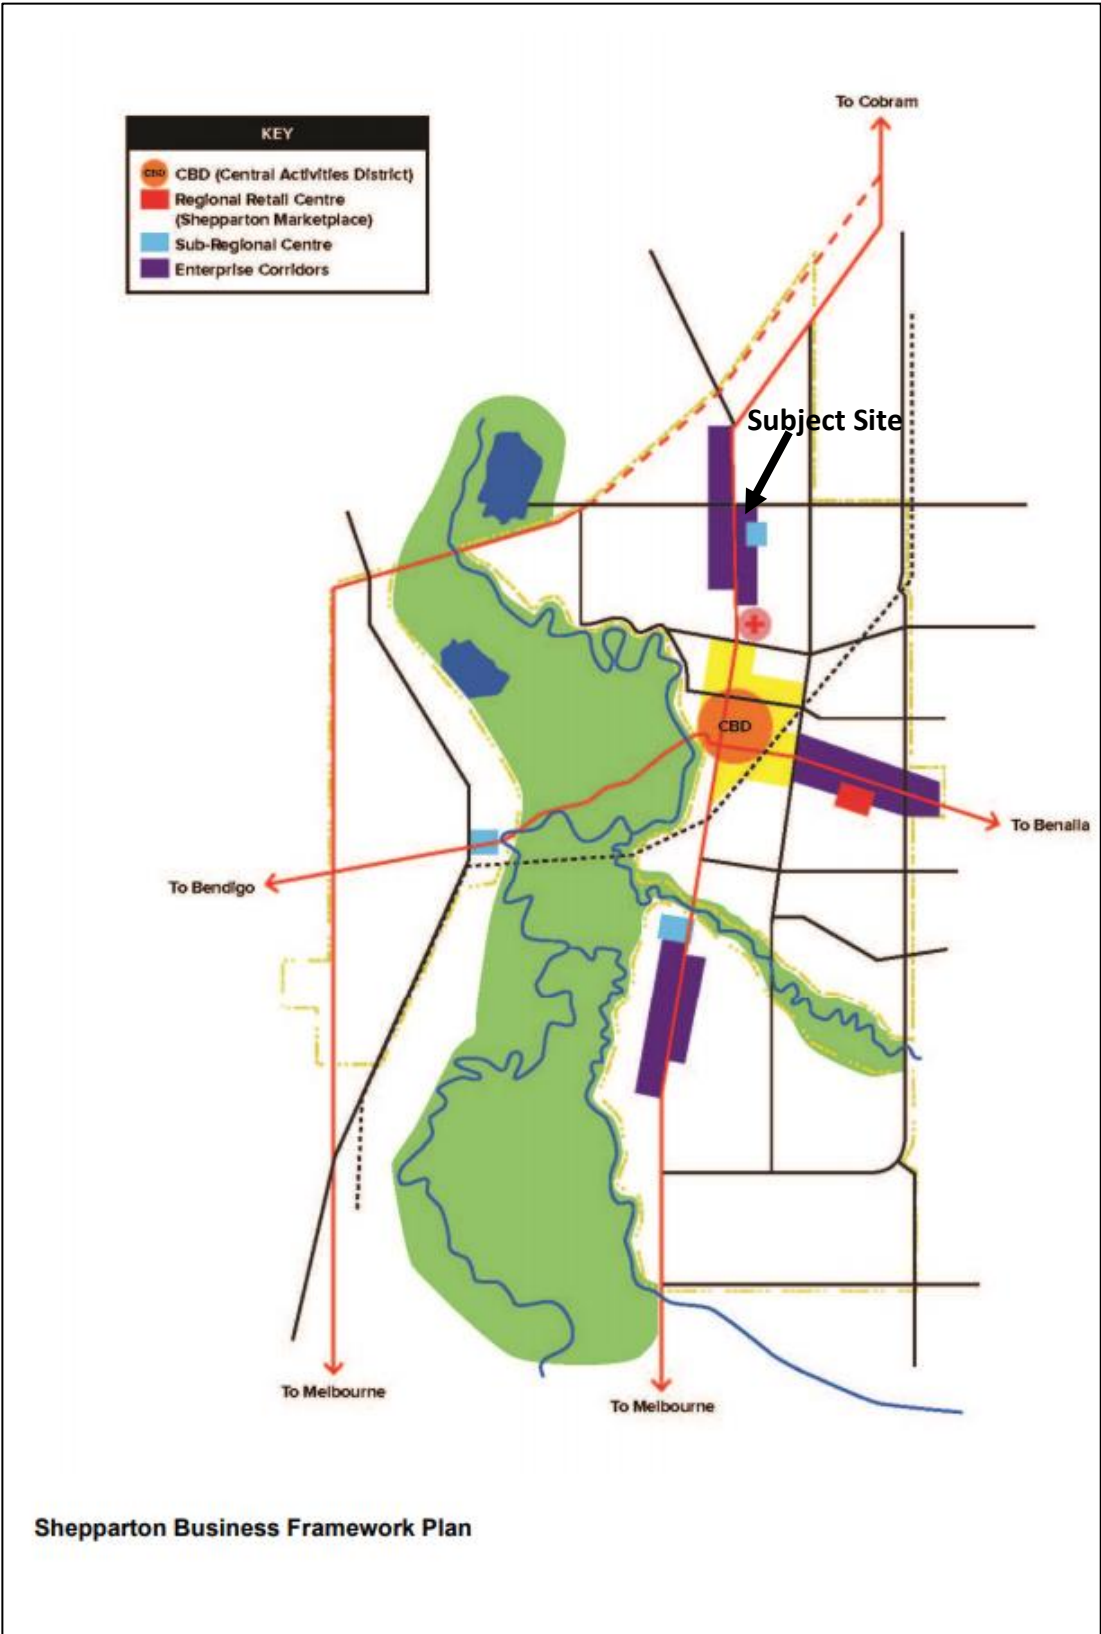 To Cobram
KEY
CBD CBD (Central Activities District)
Regional Retail Centre
(Shepparton Marketplace)
Sub-Regional Centre
Enterprise Corridors
Subject Site
CBD
To Benalla
To Bendigo
To Melbourne
To Melbourne
Shepparton Business Framework Plan